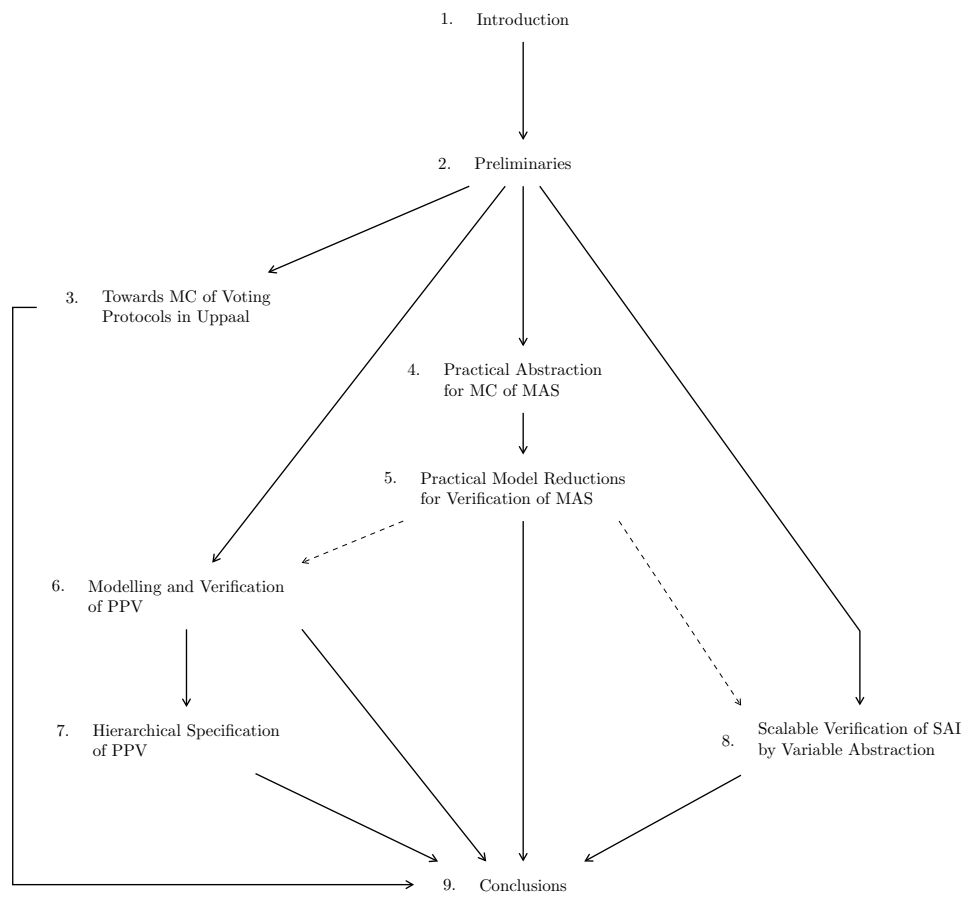 1. Introduction
2. Preliminaries
3. Towards MC of Voting
Protocols in Uppaal
4. Practical Abstraction
for MC of MAS
5. Practical Model Reductions
for Verification of MAS
6. Modelling and Verification
of PPV
7. Hierarchical Specification
of PPV
8. Scalable Verification of SAI
by Variable Abstraction
9. Conclusions